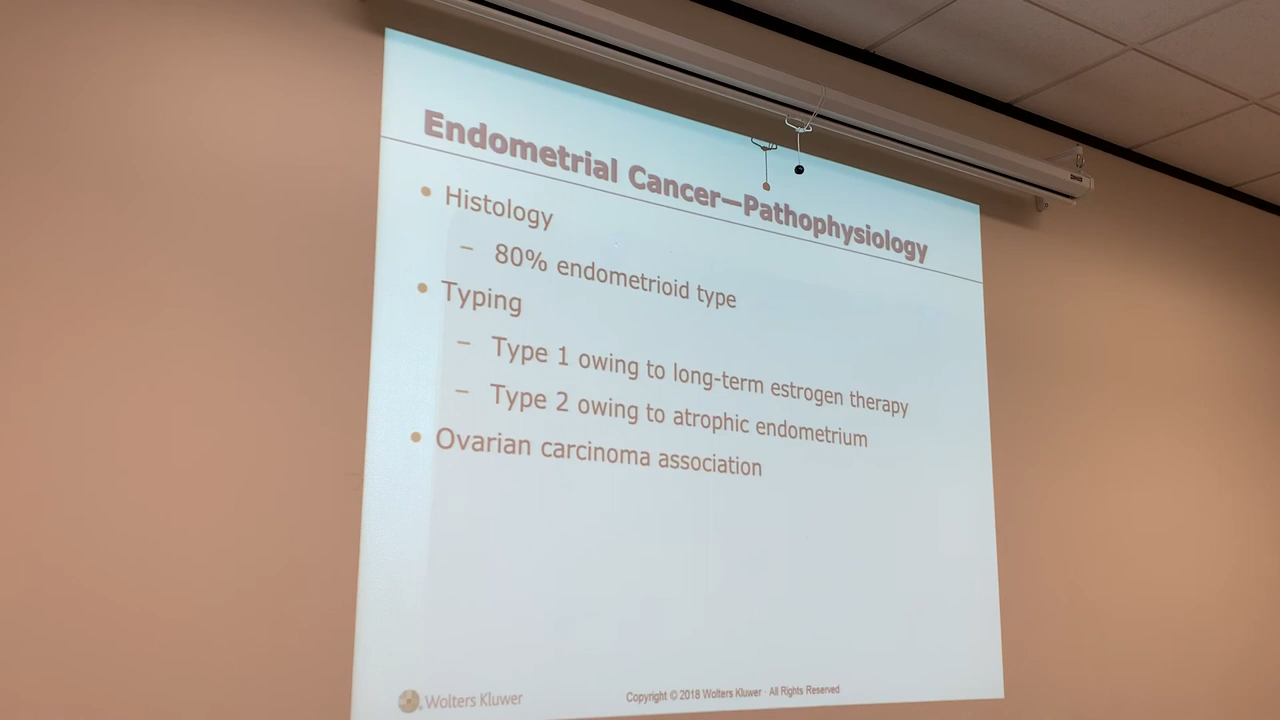 Endometrial Cancer—Pathophysiology
• Histology
– 80% endometrioid type
• Typing
– Type 1 owing to long-term estrogen therapy
– Type 2 owing to atrophic endometrium
• Ovarian carcinoma association
Wolters Kluwer
Copyright © 2018 Wolters Kluwer · All Rights Reserved